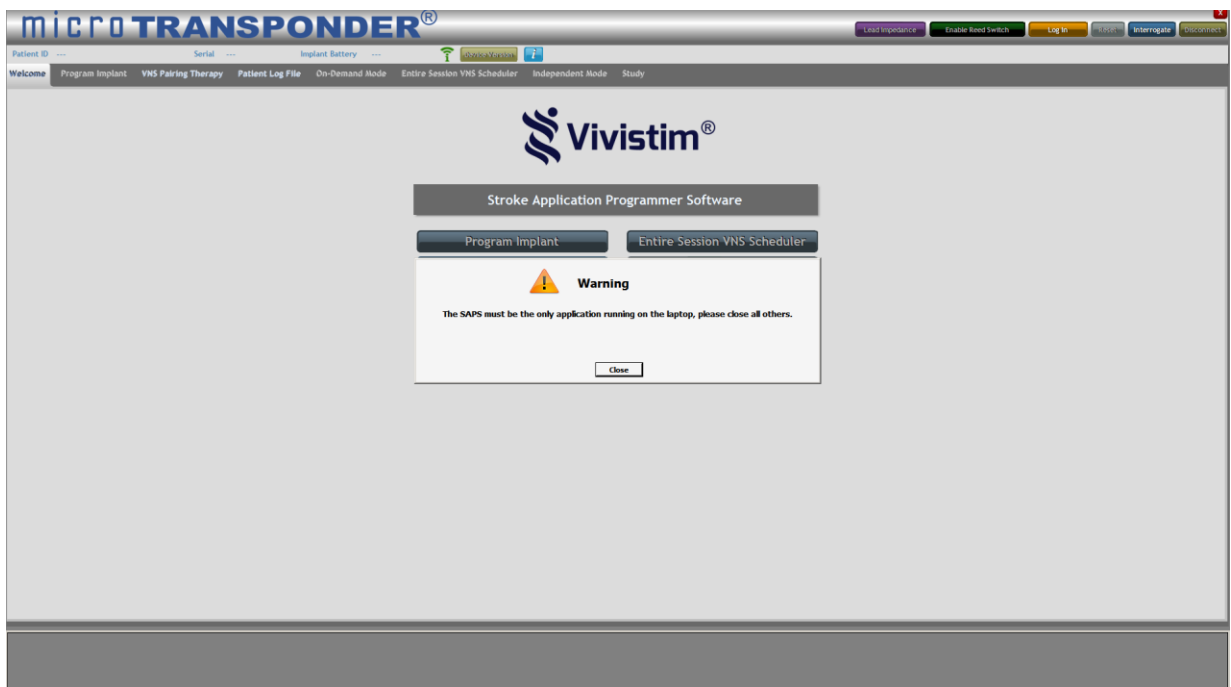 microTRANSPONDER®
x
Lead Impedance Enable Reed Switch Log In Reset Interrogate Disconnect
Patient ID --- Serial --- Implant Battery --- Device Version i
Welcome Program Implant VNS Pairing Therapy Patient Log File On-Demand Mode Entire Session VNS Scheduler Independent Mode Study
Vivistim®
Stroke Application Programmer Software
Program Implant Entire Session VNS Scheduler
Warning
The SAPS must be the only application running on the laptop, please close all others.
Close